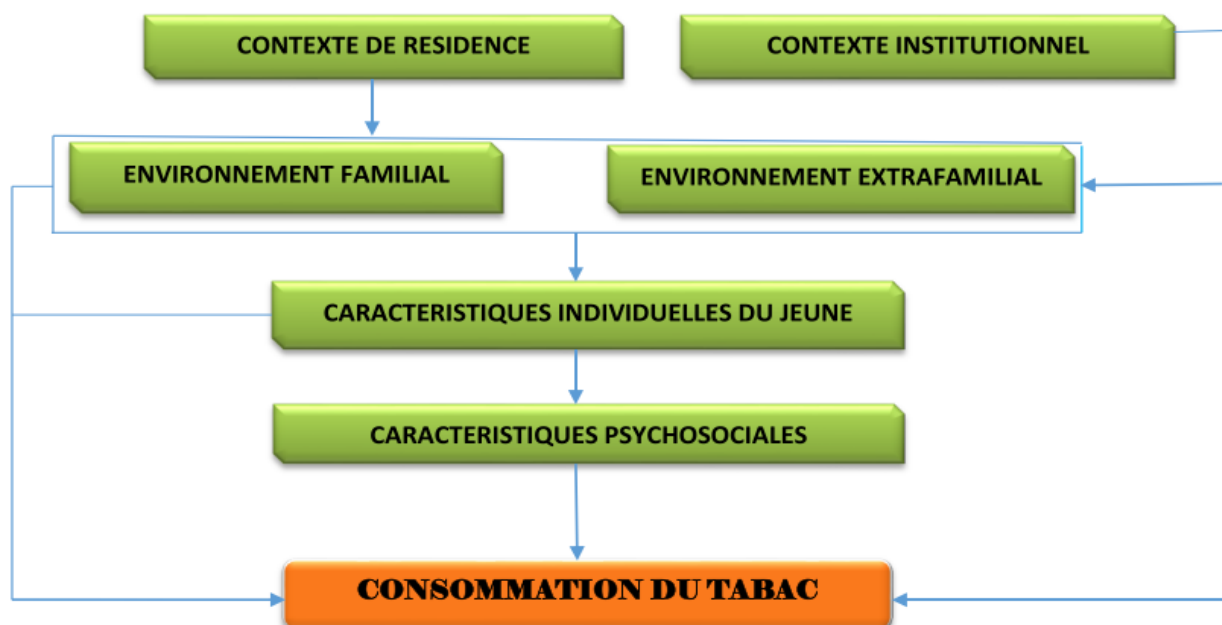 CONTEXTE DE RESIDENCE
CONTEXTE INSTITUTIONNEL
ENVIRONNEMENT FAMILIAL
ENVIRONNEMENT EXTRAFAMILIAL
CARACTERISTIQUES INDIVIDUELLES DU JEUNE
CARACTERISTIQUES PSYCHOSOCIALES
CONSOMMATION DU TABAC